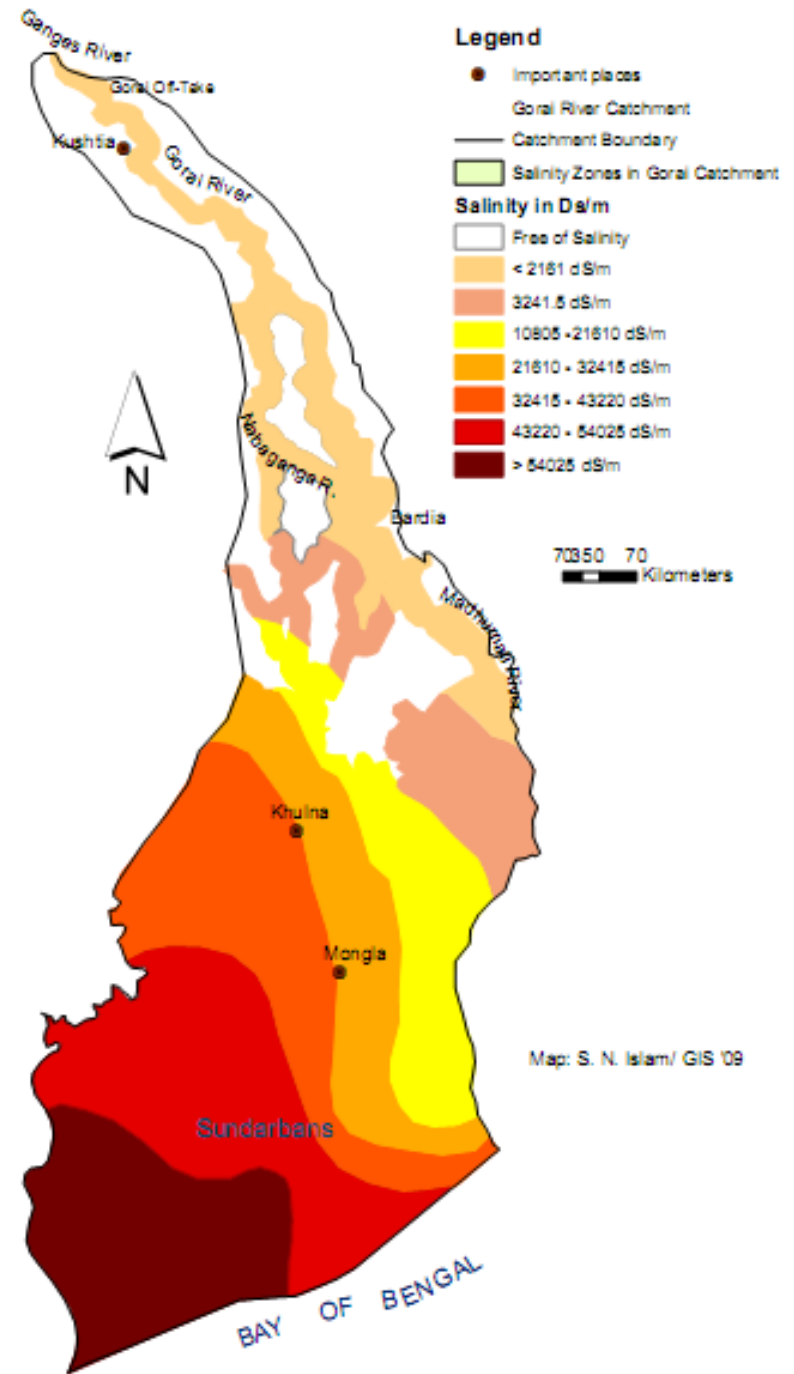 Ganges River
Gorai Off-Take
Kushtia
Gorai River
Nabaganga R.
Bardia
Madhumati River
Khulna
Mongla
Sundarbans
BAY OF BENGAL
N
Legend
Important places
Gorai River Catchment
Catchment Boundary
Salinity Zones in Gorai Catchment
Salinity in Ds/m
Free of Salinity
< 2161 dS/m
3241.5 dS/m
10805 -21610 dS/m
21610 - 32415 dS/m
32415 - 43220 dS/m
43220 - 54025 dS/m
> 54025 dS/m
70350 70
Kilometers
Map: S. N. Islam/ GIS '09